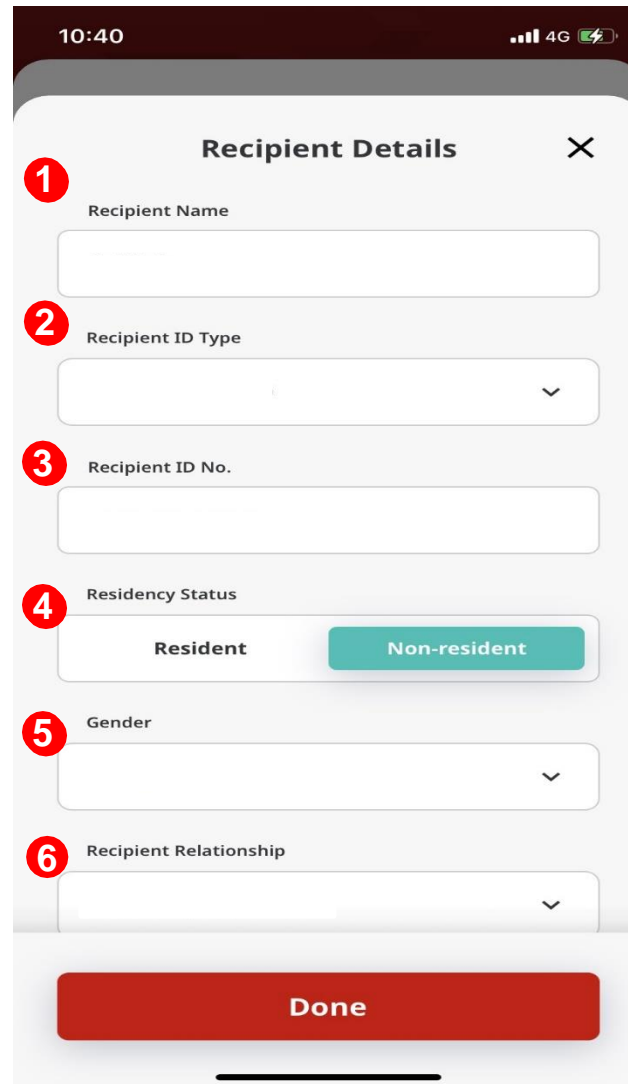 10:40 4G
Recipient Details
1
Recipient Name
2
Recipient ID Type
3
Recipient ID No.
4
Residency Status
Resident Non-resident
5
Gender
6
Recipient Relationship
Done